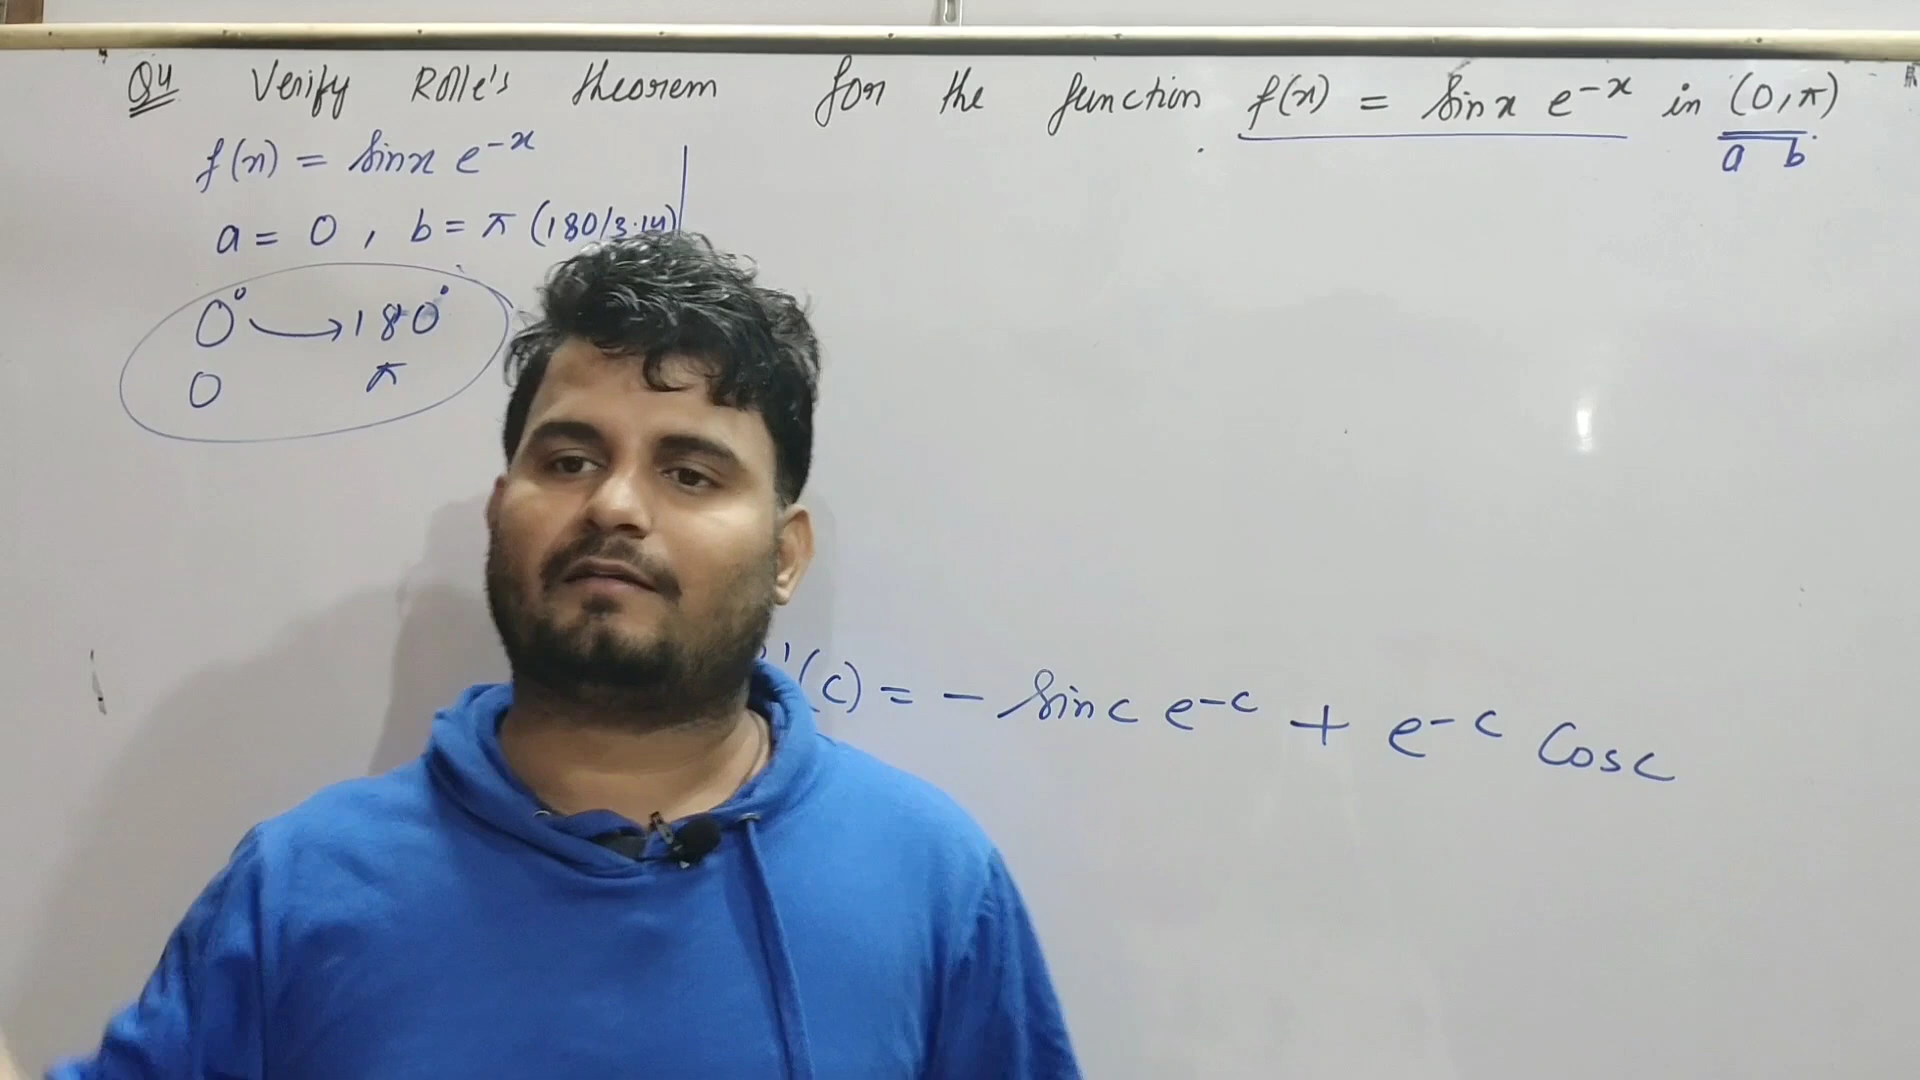 Q4 Verify Rolle's theorem for the function f(x) = sinx e^-x in (0,π)
a b
f(x) = sinx e^-x
a = 0 , b = π (180/3.14)
0° → 180°
0 π
'(c) = - sinc e^-c + e^-c cosc